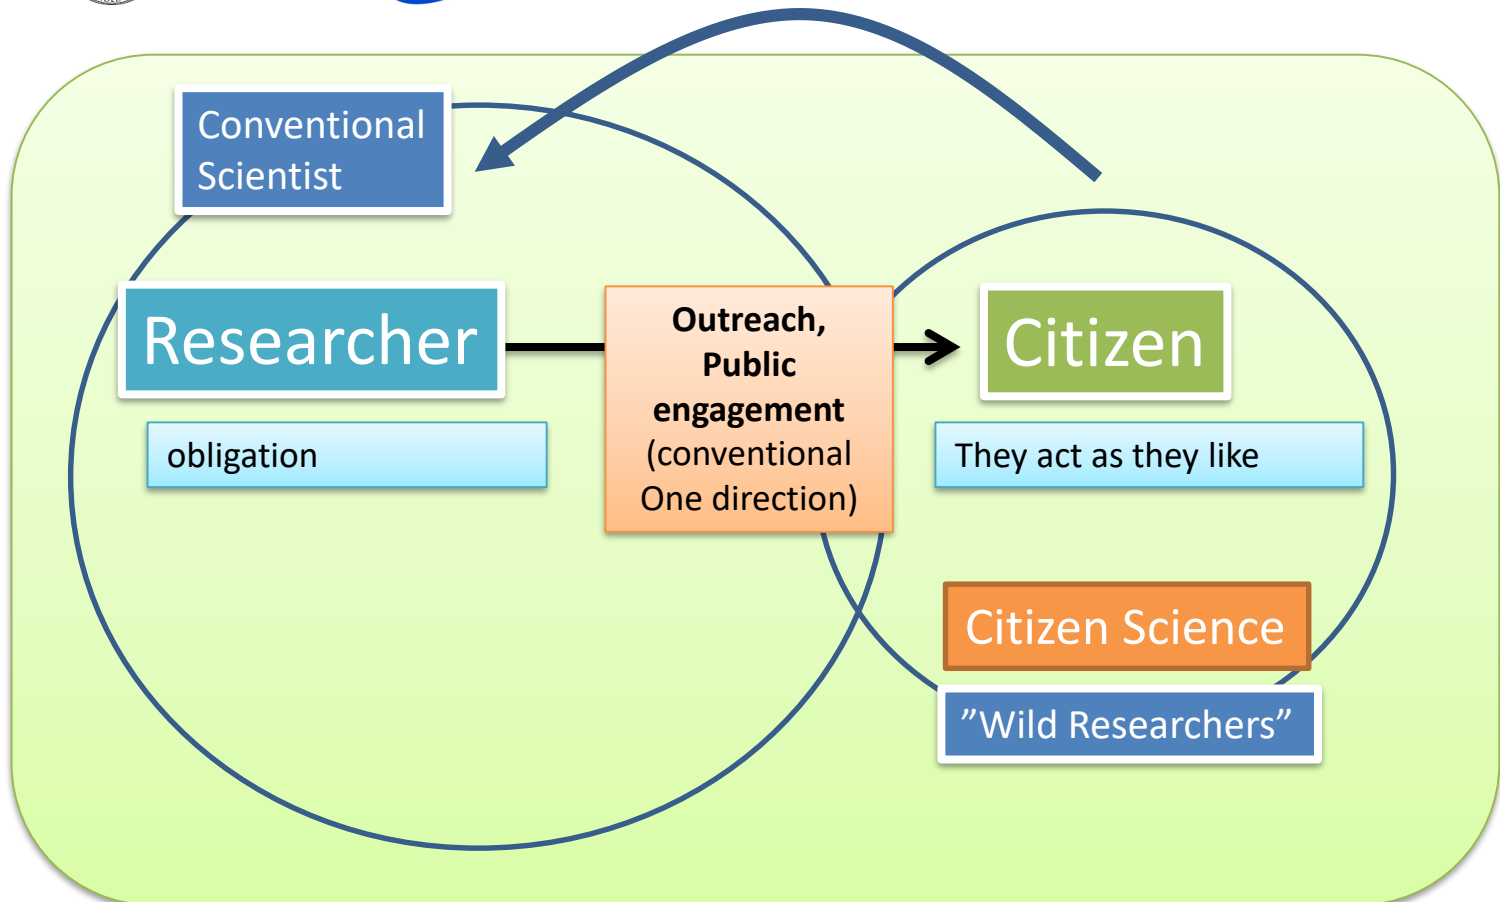 Conventional
Scientist
Researcher
obligation
Outreach,
Public
engagement
(conventional
One direction)
Citizen
They act as they like
Citizen Science
”Wild Researchers”